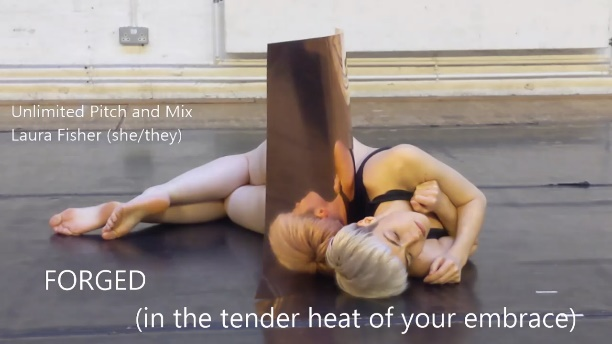 Unlimited Pitch and Mix
Laura Fisher (she/they)
FORGED
(in the tender heat of your embrace)